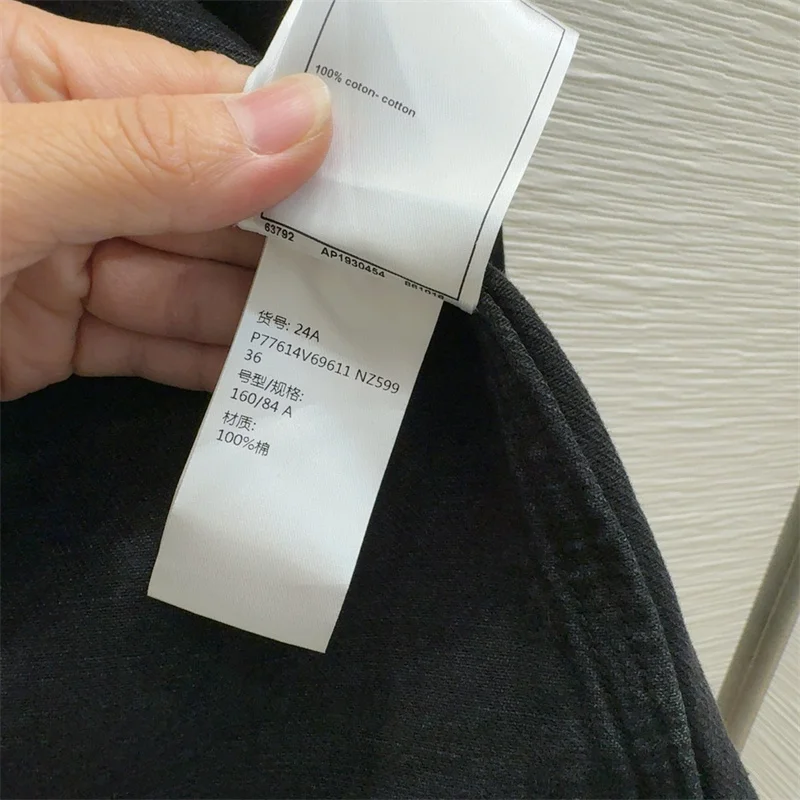 100% coton- cotton
63792 AP1930454
货号: 24A
P77614V69611 NZ599
36
号型/规格:
160/84 A
材质:
100%棉